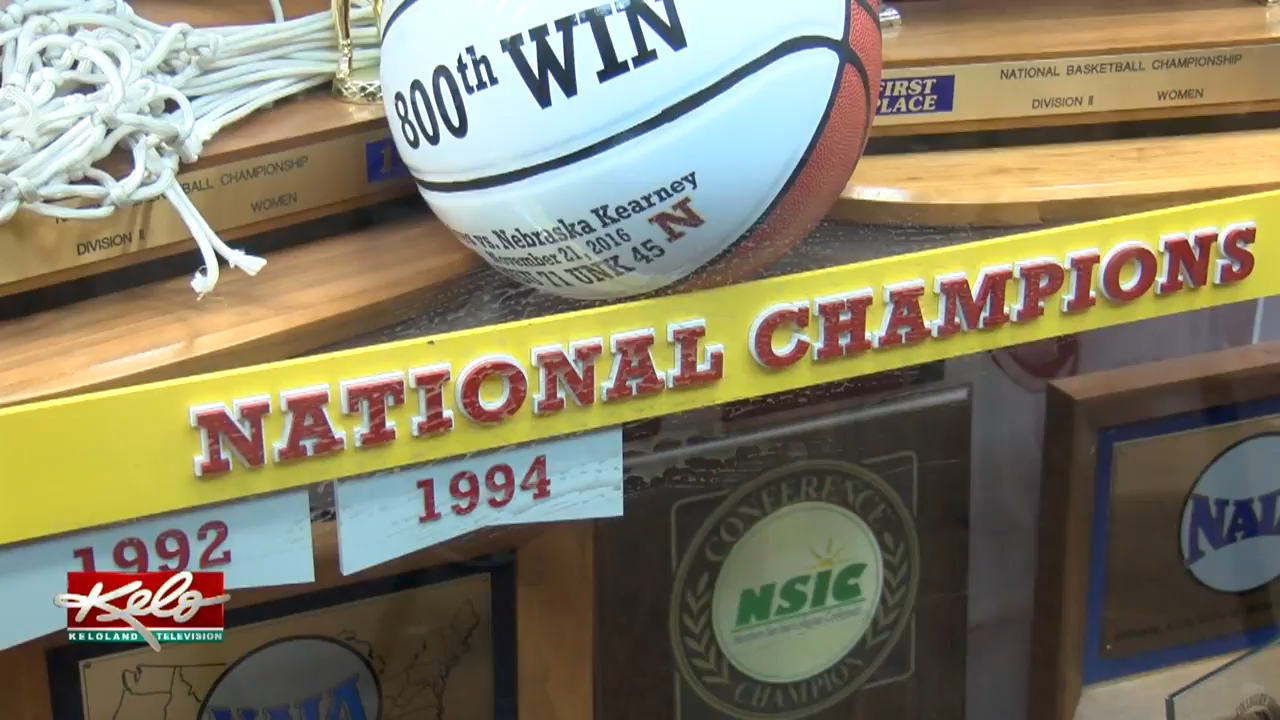 800th WIN
vs. Nebraska Kearney
November 21, 2016
71 UNK 45
N
FIRST PLACE
NATIONAL BASKETBALL CHAMPIONSHIP
DIVISION II WOMEN
CHAMPIONSHIP
WOMEN
DIVISION II
NATIONAL CHAMPIONS
1992
1994
CONFERENCE
NSIC
CHAMPION
Kelo
KELOLAND TELEVISION